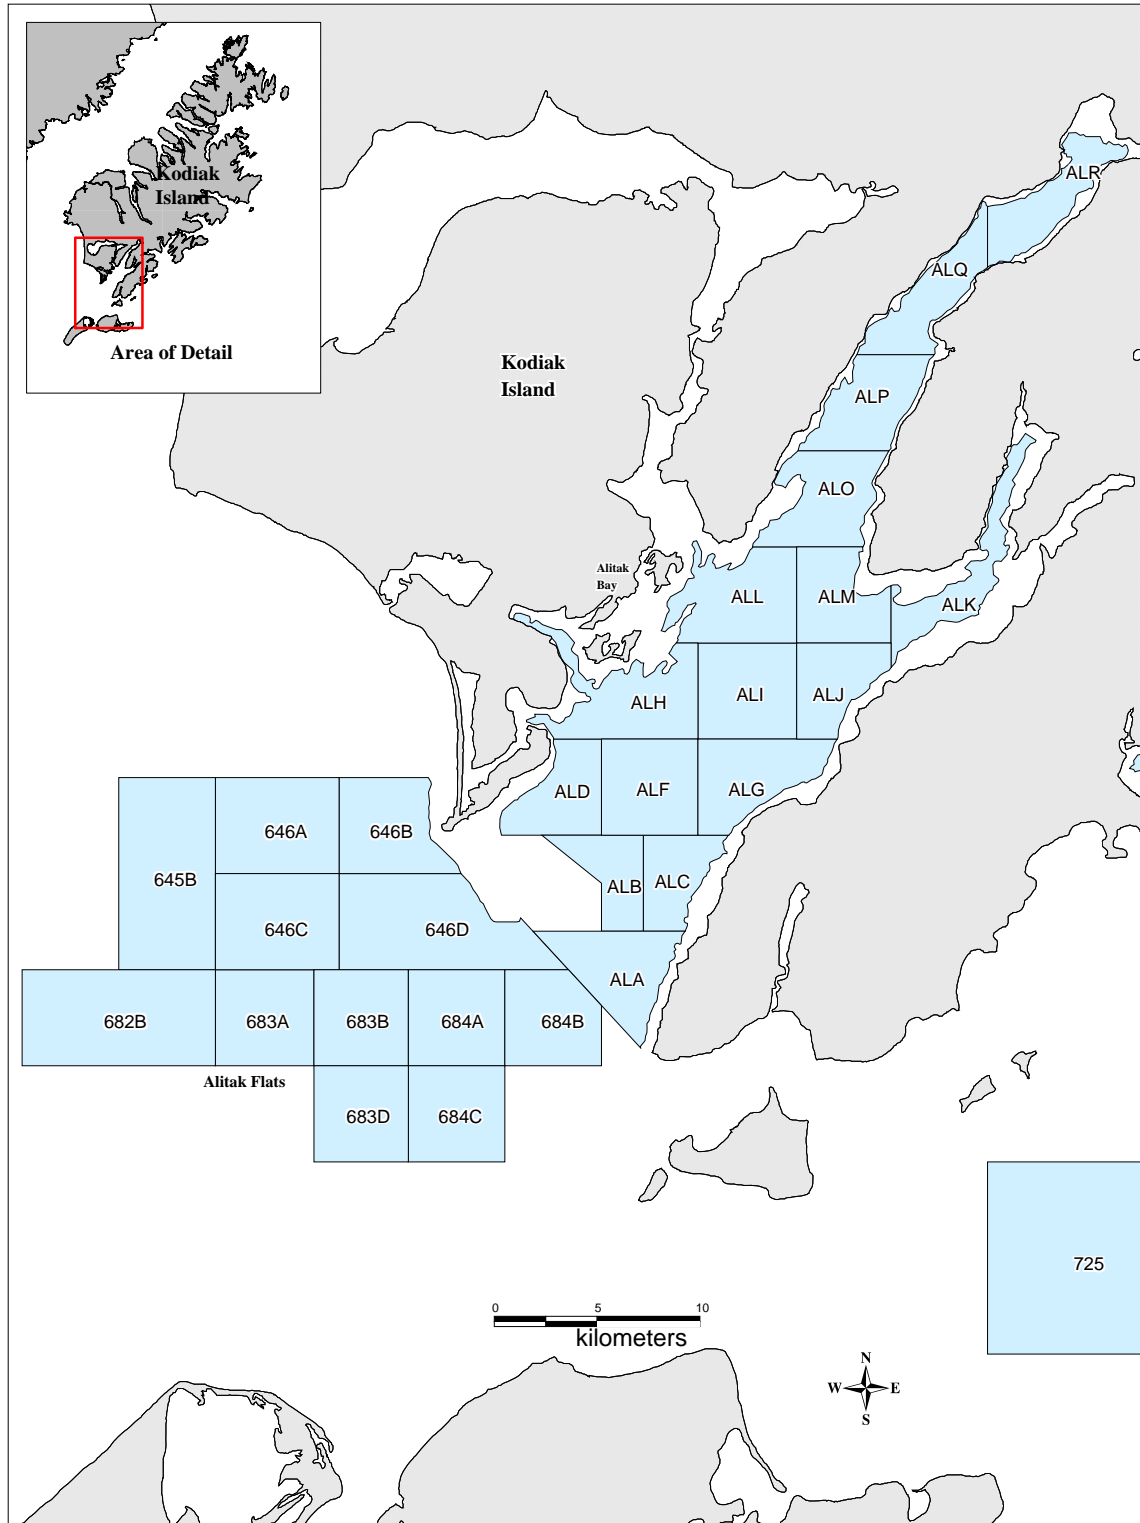 Kodiak
Island
Area of Detail
ALR
ALQ
Kodiak
Island
ALP
ALO
Alitak
Bay
ALL
ALM
ALK
ALH
ALI
ALJ
ALD
ALF
ALG
646A
646B
645B
ALB
ALC
646C
646D
ALA
682B
683A
683B
684A
684B
Alitak Flats
683D
684C
725
0
5
10
kilometers
N
W
E
S